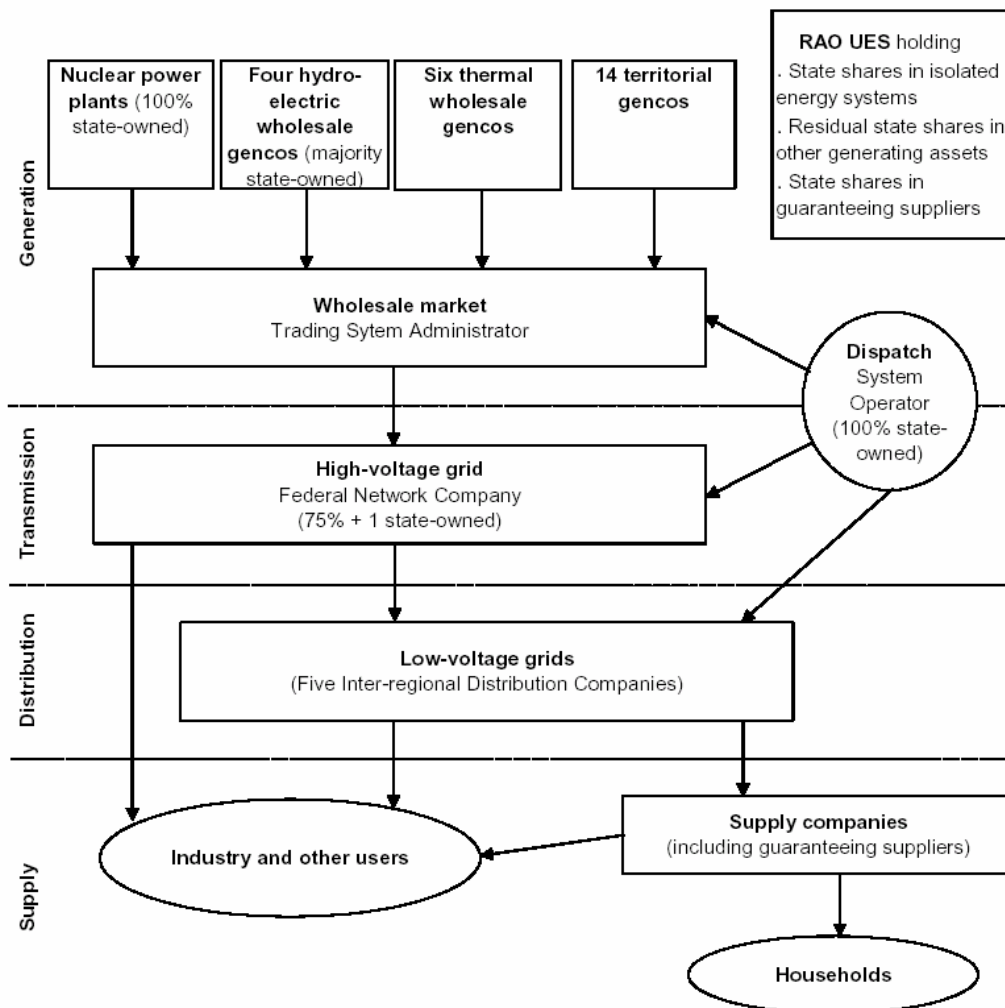 Nuclear power
plants (100%
state-owned)
Four hydro-
electric
wholesale
gencos (majority
state-owned)
Six thermal
wholesale
gencos
14 territorial
gencos
RAO UES holding
. State shares in isolated
energy systems
. Residual state shares in
other generating assets
. State shares in
guaranteeing suppliers
Generation
Wholesale market
Trading Sytem Administrator
Dispatch
System
Operator
(100% state-
owned)
Transmission
High-voltage grid
Federal Network Company
(75% + 1 state-owned)
Distribution
Low-voltage grids
(Five Inter-regional Distribution Companies)
Supply
Industry and other users
Supply companies
(including guaranteeing suppliers)
Households